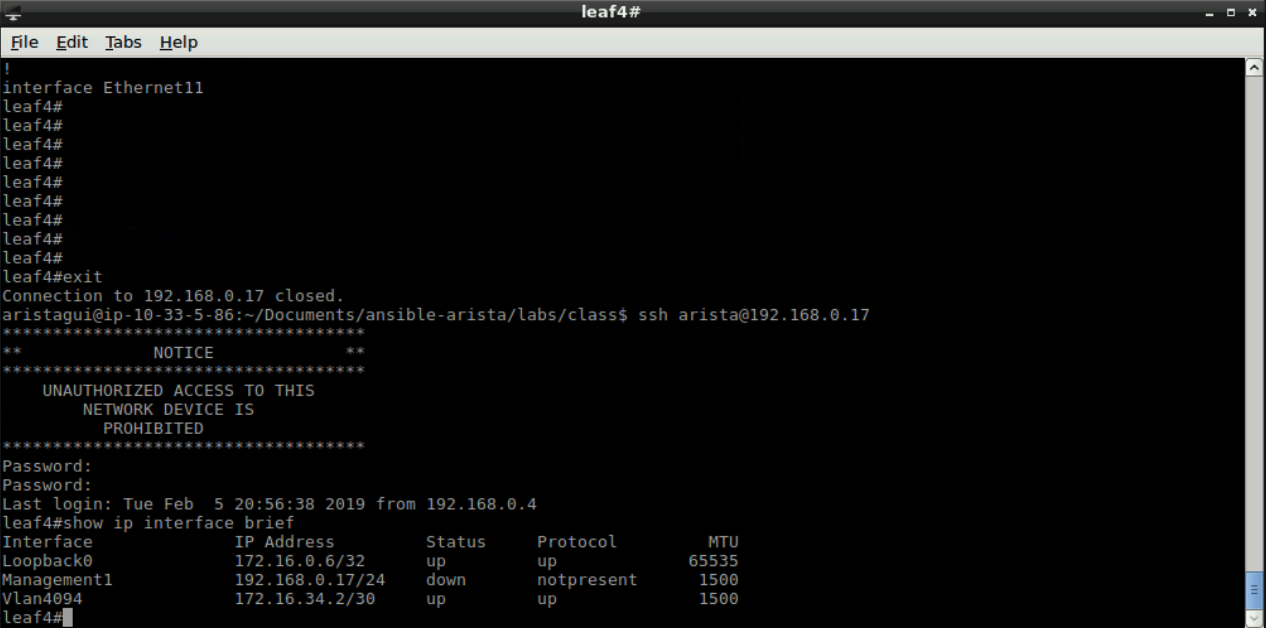 leaf4#
File Edit Tabs Help
!
interface Ethernet11
leaf4#
leaf4#
leaf4#
leaf4#
leaf4#
leaf4#
leaf4#
leaf4#
leaf4#
leaf4#exit
Connection to 192.168.0.17 closed.
aristagui@ip-10-33-5-86:~/Documents/ansible-arista/labs/class$ ssh arista@192.168.0.17
************************************
**             NOTICE             **
************************************
    UNAUTHORIZED ACCESS TO THIS
        NETWORK DEVICE IS
          PROHIBITED
************************************
Password:
Password:
Last login: Tue Feb  5 20:56:38 2019 from 192.168.0.4
leaf4#show ip interface brief
Interface              IP Address         Status     Protocol         MTU
Loopback0              172.16.0.6/32      up         up             65535
Management1            192.168.0.17/24    down       notpresent      1500
Vlan4094               172.16.34.2/30     up         up              1500
leaf4#